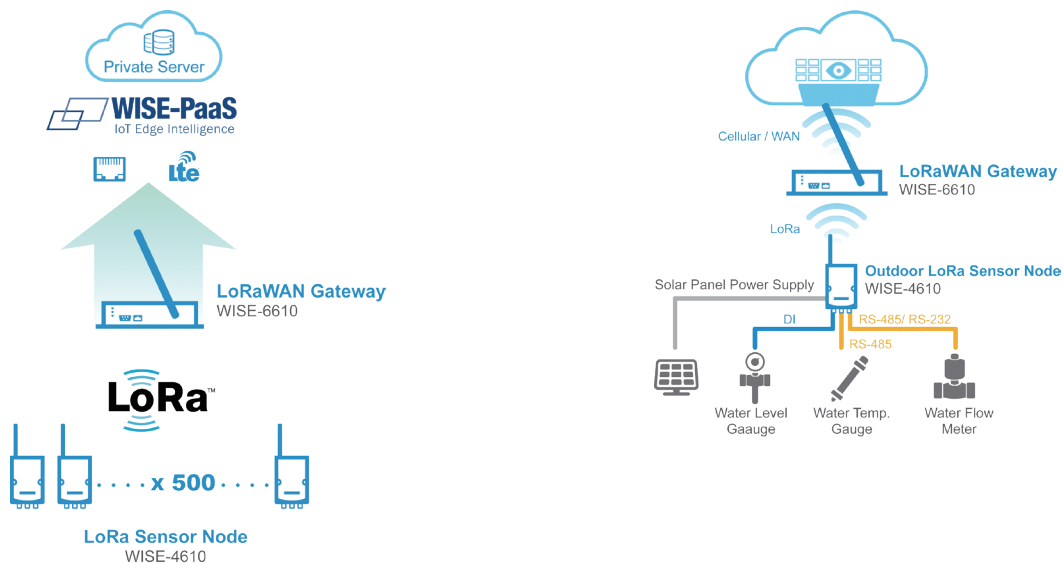 Private Server
WISE-PaaS
IoT Edge Intelligence
Lte
LoRaWAN Gateway
WISE-6610
LoRa™
x 500
LoRa Sensor Node
WISE-4610
Cellular / WAN
LoRaWAN Gateway
WISE-6610
LoRa
Outdoor LoRa Sensor Node
WISE-4610
Solar Panel Power Supply
DI
RS-485/ RS-232
RS-485
Water Level
Gaauge
Water Temp.
Gauge
Water Flow
Meter